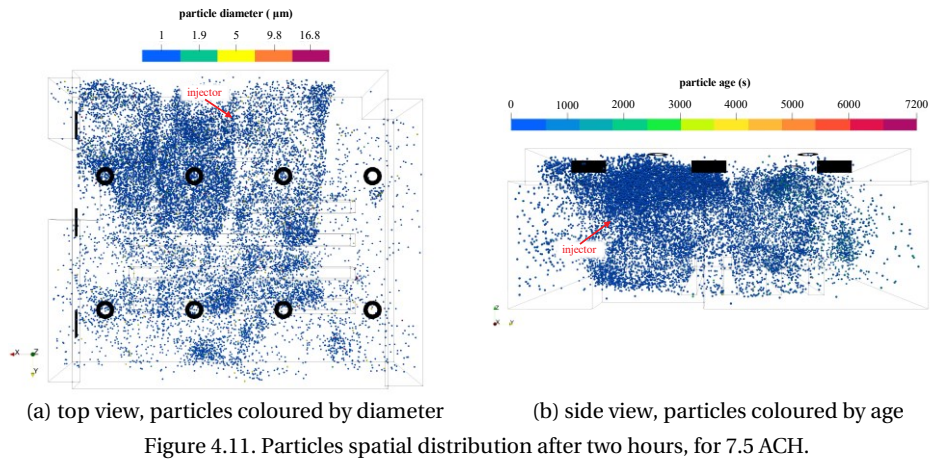 particle diameter ( µm)
1 1.9 5 9.8 16.8
injector
X Z
Y
(a) top view, particles coloured by diameter
particle age (s)
0 1000 2000 3000 4000 5000 6000 7200
injector
Z
X Y
(b) side view, particles coloured by age
Figure 4.11. Particles spatial distribution after two hours, for 7.5 ACH.